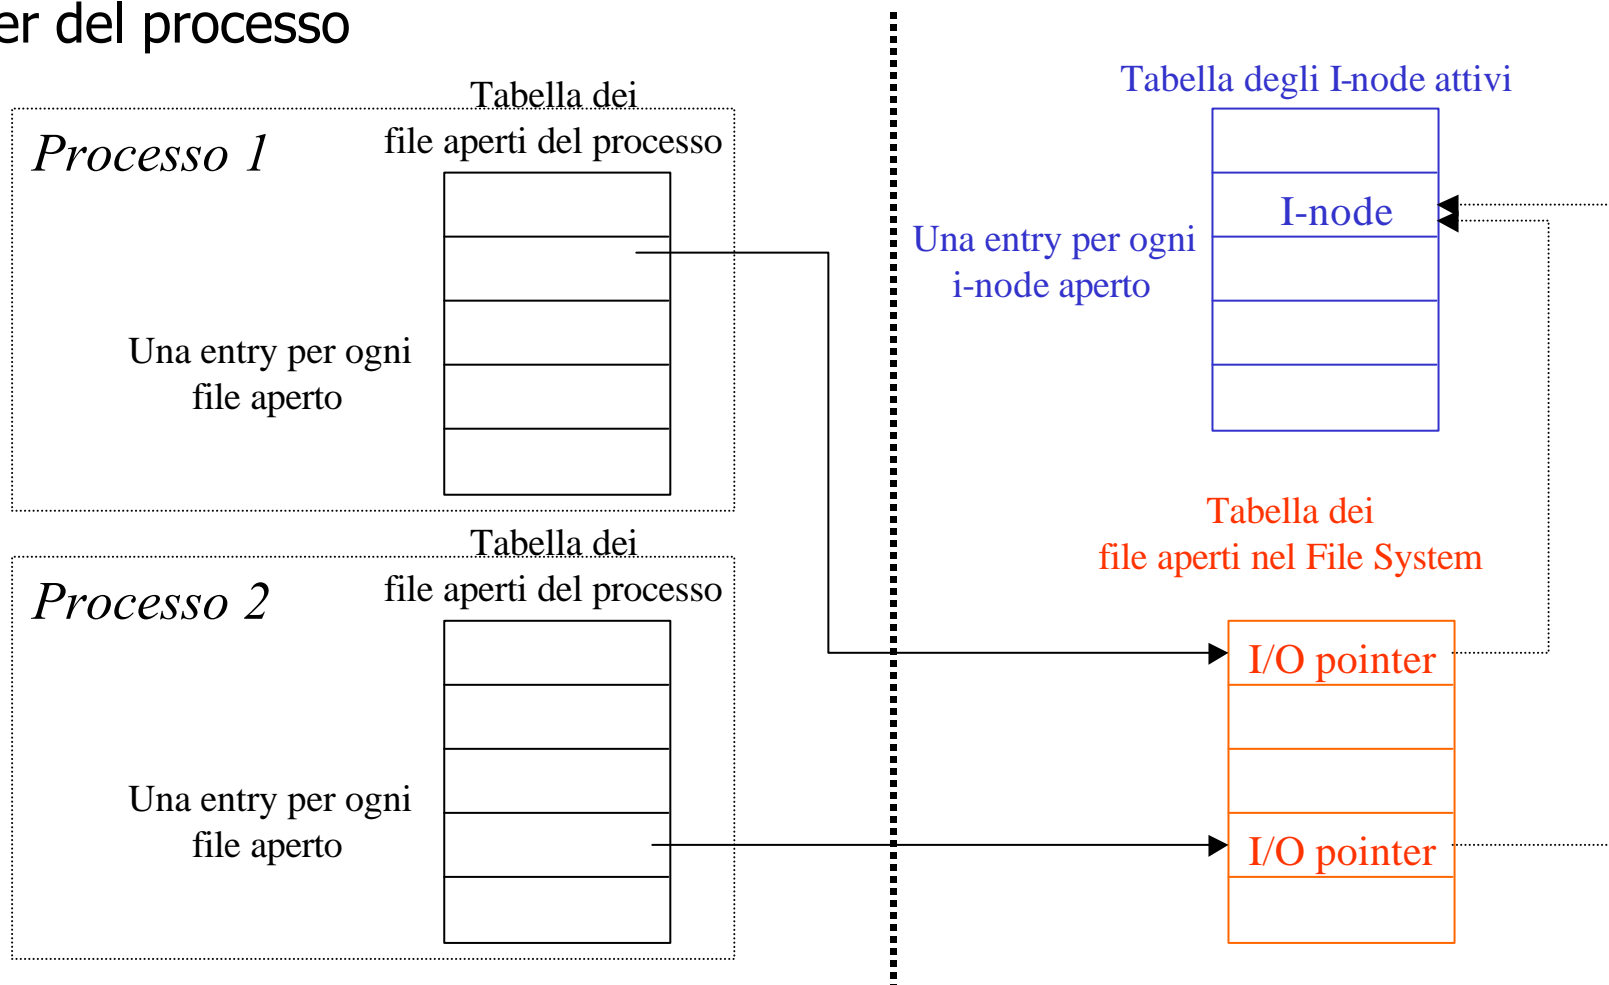 er del processo
Tabella dei
file aperti del processo
Processo 1
Una entry per ogni
file aperto
Tabella dei
file aperti del processo
Processo 2
Una entry per ogni
file aperto
Tabella degli I-node attivi
I-node
Una entry per ogni
i-node aperto
Tabella dei
file aperti nel File System
I/O pointer
I/O pointer